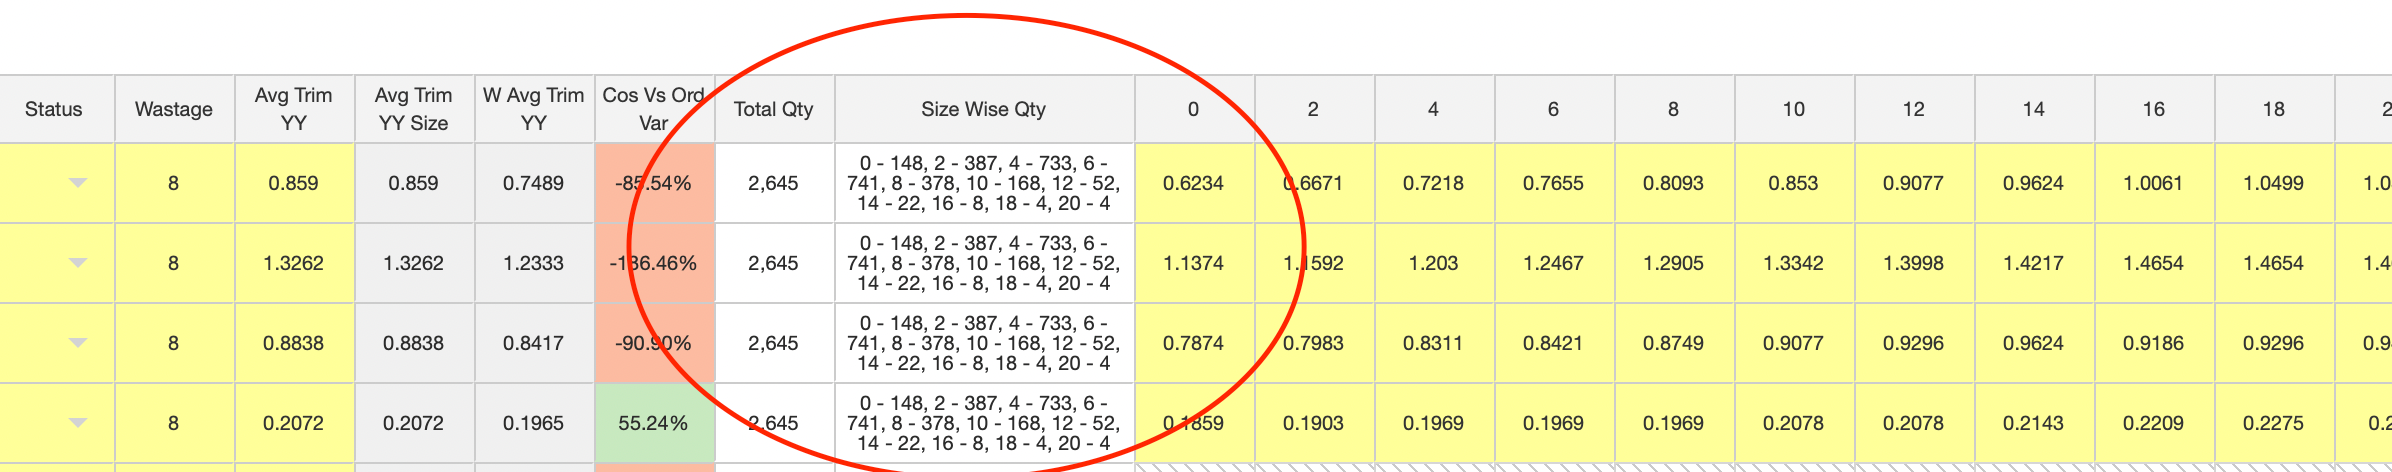 Status Wastage Avg Trim YY Avg Trim YY Size W Avg Trim YY Cos Vs Ord Var Total Qty Size Wise Qty 0 2 4 6 8 10 12 14 16 18
8 0.859 0.859 0.7489 -85.54% 2,645 0 - 148, 2 - 387, 4 - 733, 6 - 741, 8 - 378, 10 - 168, 12 - 52, 14 - 22, 16 - 8, 18 - 4, 20 - 4 0.6234 0.6671 0.7218 0.7655 0.8093 0.853 0.9077 0.9624 1.0061 1.0499
8 1.3262 1.3262 1.2333 -136.46% 2,645 0 - 148, 2 - 387, 4 - 733, 6 - 741, 8 - 378, 10 - 168, 12 - 52, 14 - 22, 16 - 8, 18 - 4, 20 - 4 1.1374 1.1592 1.203 1.2467 1.2905 1.3342 1.3998 1.4217 1.4654 1.4654
8 0.8838 0.8838 0.8417 -90.90% 2,645 0 - 148, 2 - 387, 4 - 733, 6 - 741, 8 - 378, 10 - 168, 12 - 52, 14 - 22, 16 - 8, 18 - 4, 20 - 4 0.7874 0.7983 0.8311 0.8421 0.8749 0.9077 0.9296 0.9624 0.9186 0.9296
8 0.2072 0.2072 0.1965 55.24% 2,645 0 - 148, 2 - 387, 4 - 733, 6 - 741, 8 - 378, 10 - 168, 12 - 52, 14 - 22, 16 - 8, 18 - 4, 20 - 4 0.1859 0.1903 0.1969 0.1969 0.1969 0.2078 0.2078 0.2143 0.2209 0.2275